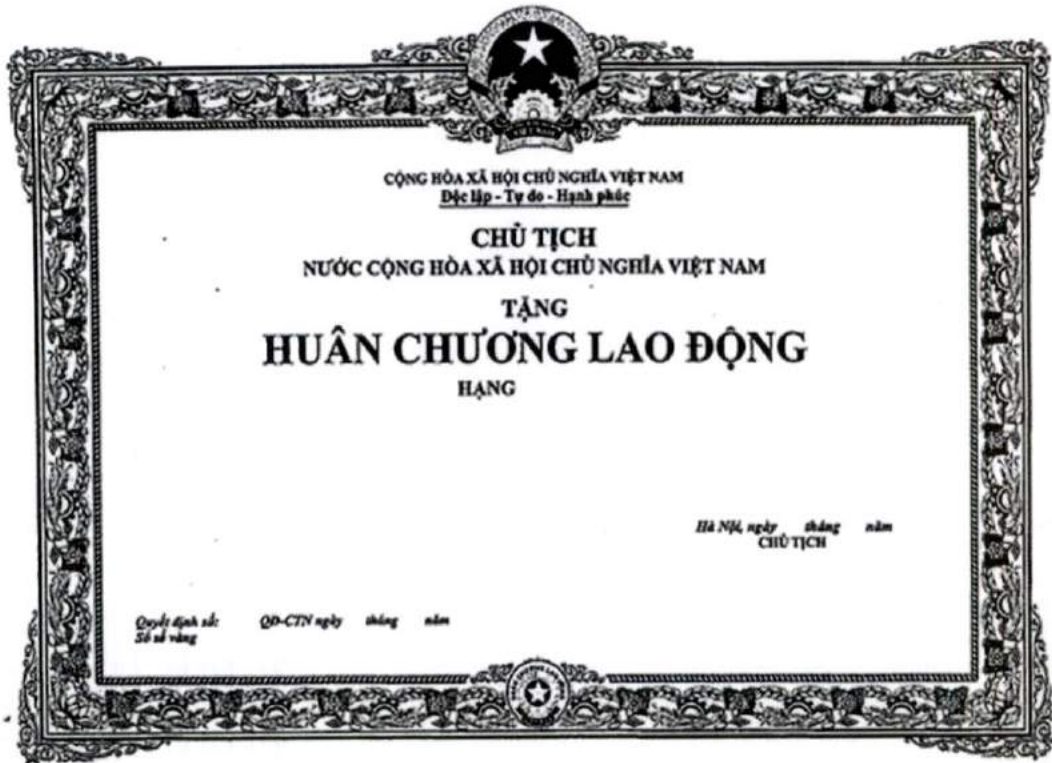 CỘNG HÒA XÃ HỘI CHỦ NGHĨA VIỆT NAM
Độc lập - Tự do - Hạnh phúc
CHỦ TỊCH
NƯỚC CỘNG HÒA XÃ HỘI CHỦ NGHĨA VIỆT NAM
TẶNG
HUÂN CHƯƠNG LAO ĐỘNG
HẠNG
Hà Nội, ngày tháng năm
CHỦ TỊCH
Quyết định số: QĐ-CTN ngày tháng năm
Số sổ vàng